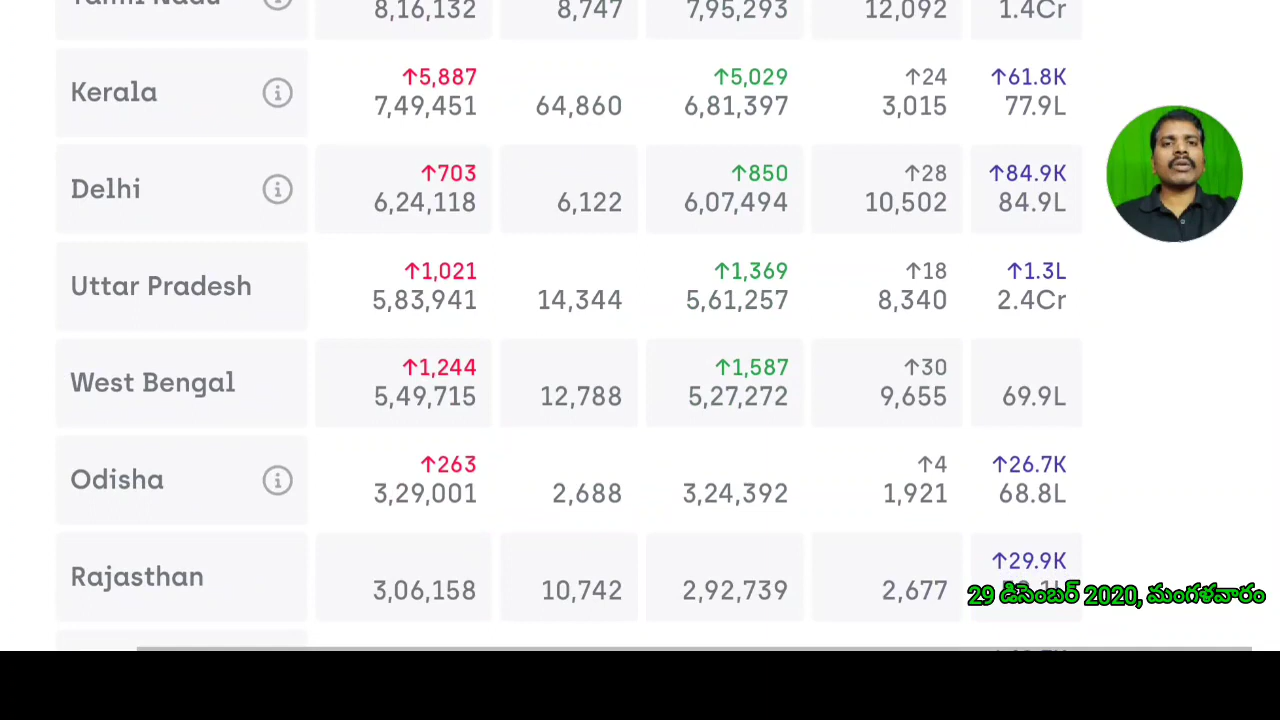 Tamil Nadu 8,16,132 8,747 7,95,293 12,092 1.4Cr
↑5,887 ↑5,029 ↑24 ↑61.8K
Kerala 7,49,451 64,860 6,81,397 3,015 77.9L
↑703 ↑850 ↑28 ↑84.9K
Delhi 6,24,118 6,122 6,07,494 10,502 84.9L
↑1,021 ↑1,369 ↑18 ↑1.3L
Uttar Pradesh 5,83,941 14,344 5,61,257 8,340 2.4Cr
↑1,244 ↑1,587 ↑30
West Bengal 5,49,715 12,788 5,27,272 9,655 69.9L
↑263 ↑4 ↑26.7K
Odisha 3,29,001 2,688 3,24,392 1,921 68.8L
↑29.9K
Rajasthan 3,06,158 10,742 2,92,739 2,677
29 డిసెంబర్ 2020, మంగళవారం